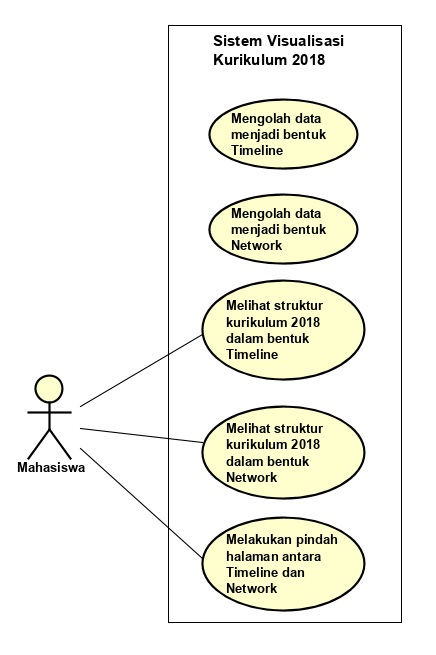 Sistem Visualisasi
Kurikulum 2018
Mengolah data
menjadi bentuk
Timeline
Mengolah data
menjadi bentuk
Network
Melihat struktur
kurikulum 2018
dalam bentuk
Timeline
Mahasiswa
Melihat struktur
kurikulum 2018
dalam bentuk
Network
Melakukan pindah
halaman antara
Timeline dan
Network